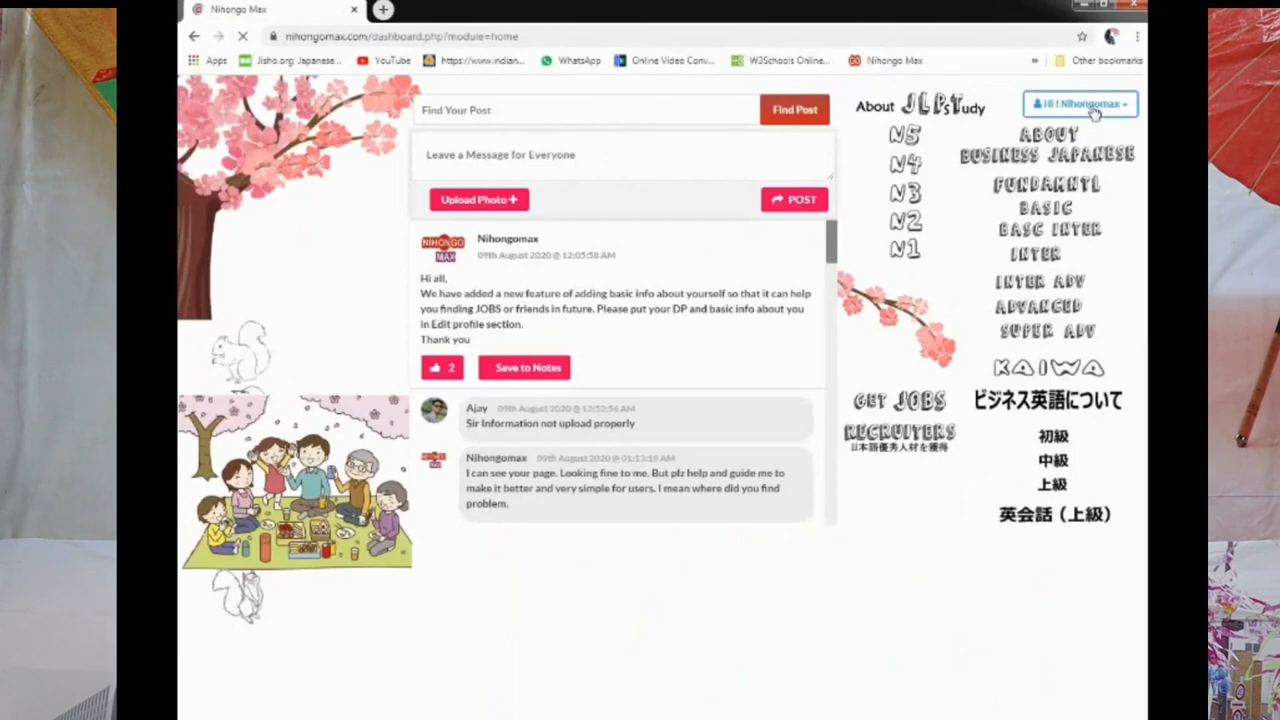 Nihongo Max
nihongomax.com/dashboard.php?module=home
Apps
Jisho.org: Japanese...
YouTube
https://www.indian...
WhatsApp
Online Video Conv...
W3Schools Online...
Nihongo Max
»
Other bookmarks
Find Your Post
Find Post
Leave a Message for Everyone
Upload Photo+
POST
NIHONGO
MAX
Nihongomax
09th August 2020 @ 12:05:58 AM
Hi all,
We have added a new feature of adding basic info about yourself so that it can help
you finding JOBS or friends in future. Please put your DP and basic info about you
in Edit profile section.
Thank you
2
Save to Notes
Ajay 09th August 2020 @ 12:52:56 AM
Sir Information not upload properly
Nihongomax 09th August 2020 @ 01:13:19 AM
I can see your page. Looking fine to me. But plz help and guide me to
make it better and very simple for users. I mean where did you find
problem.
About JLPsTudy
N5
N4
N3
N2
N1
GET JOBS
RECRUITERS
日本語優秀人材を獲得
Hi ! Nihongomax
ABOUT
BUSINESS JAPANESE
FUNDAMNTL
BASIC
BASC INTER
INTER
INTER ADV
ADVANCED
SUPER ADV
KAIWA
ビジネス英語について
初級
中級
上級
英会話（上級）